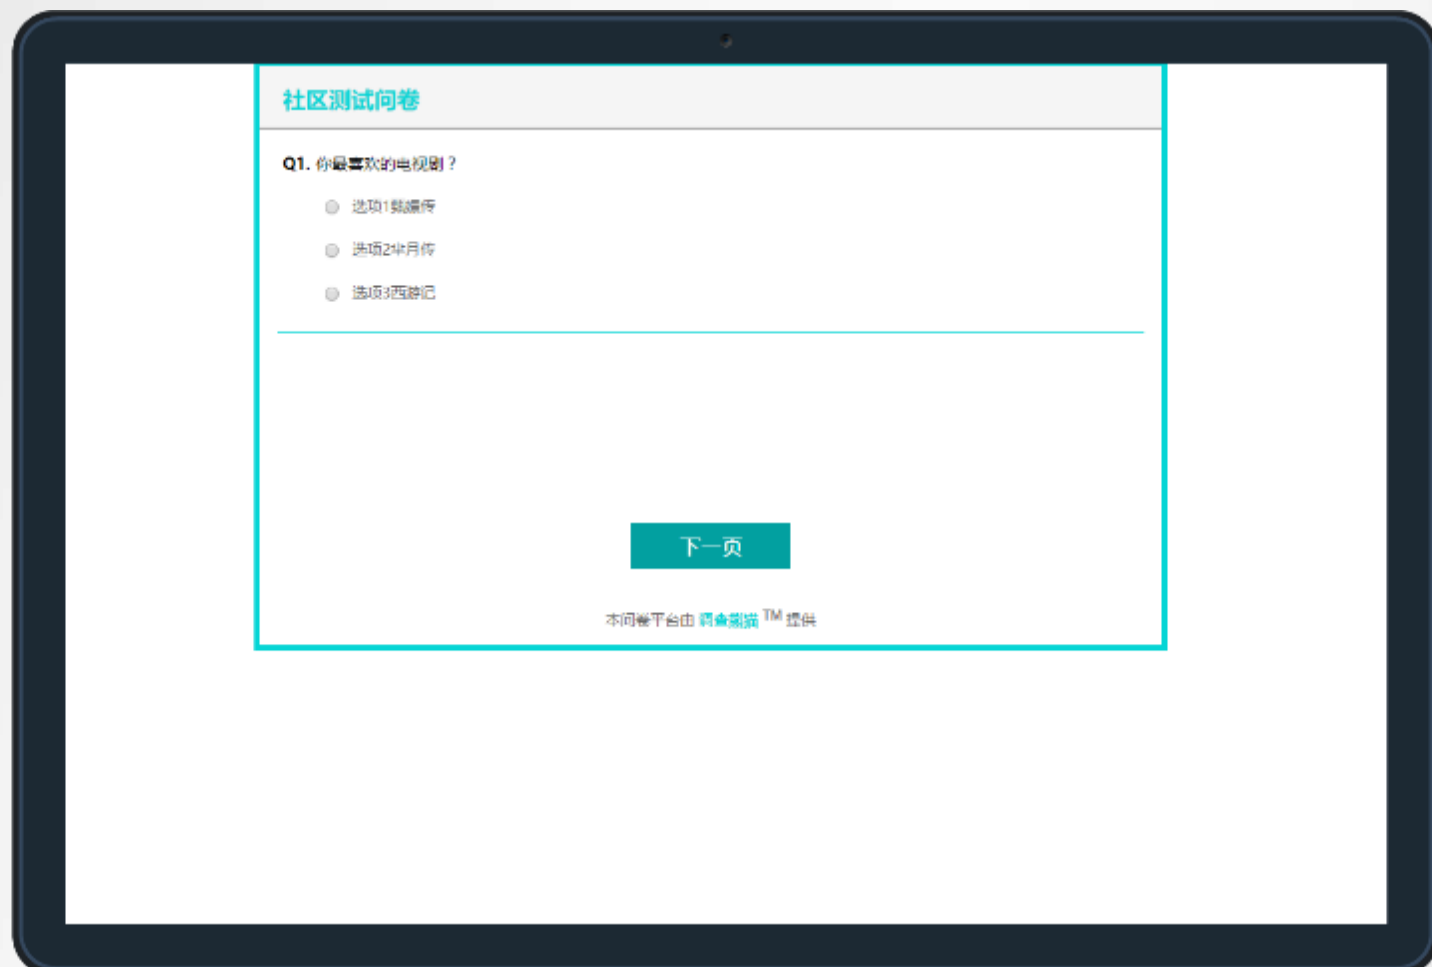 社区测试问卷
Q1. 你最喜欢的电视剧？
选项1甄嬛传
选项2芈月传
选项3西游记
下一页
本问卷平台由 调查熊猫 TM 提供